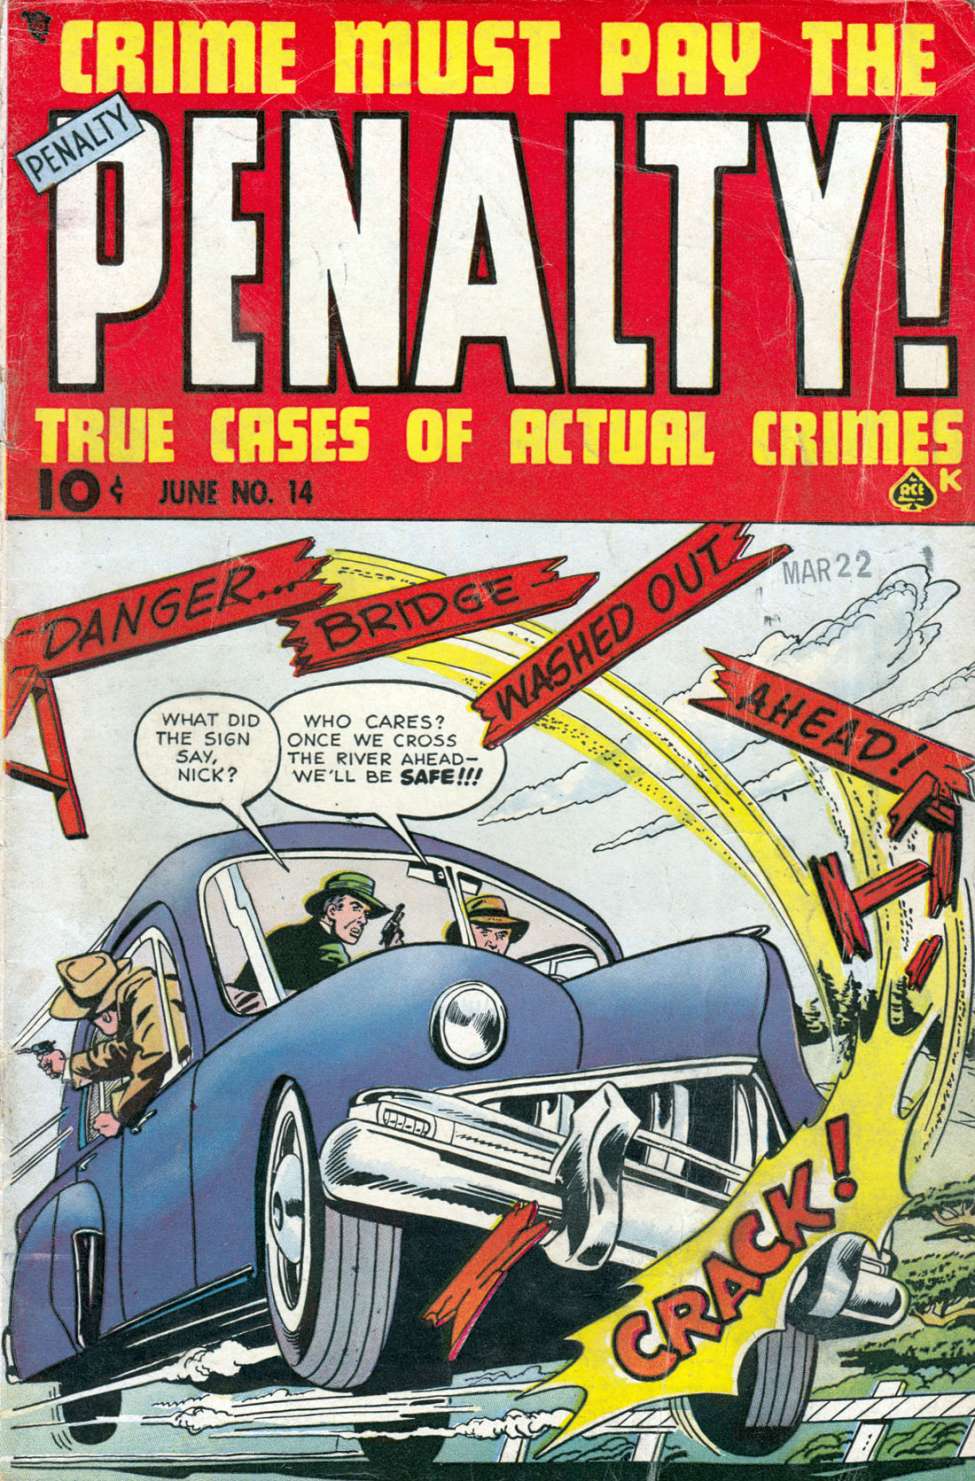 CRIME MUST PAY THE
PENALTY
PENALTY!
TRUE CASES OF ACTUAL CRIMES
10¢ JUNE NO. 14
ACE
K
MAR 22
DANGER...
BRIDGE
WASHED OUT
AHEAD!
WHAT DID
THE SIGN
SAY,
NICK?
WHO CARES?
ONCE WE CROSS
THE RIVER AHEAD–
WE'LL BE SAFE!!!
CRACK!